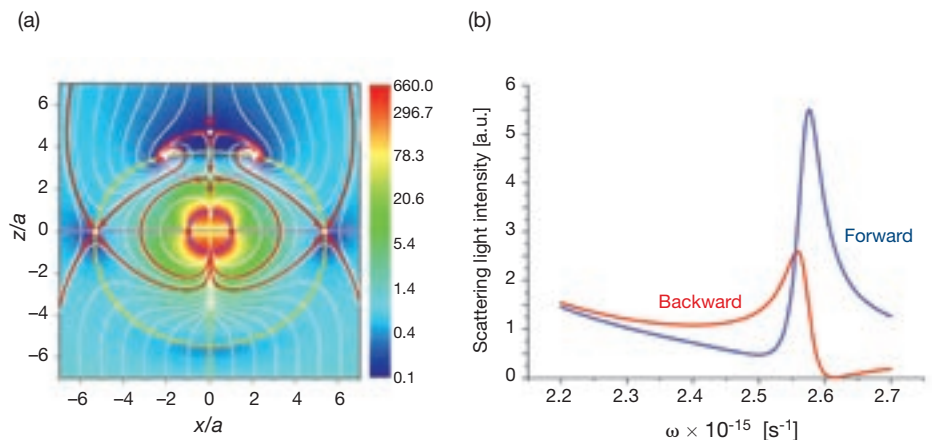 (a)
6
4
2
0
−2
−4
−6
z/a
−6 −4 −2 0 2 4 6
x/a
660.0
296.7
78.3
20.6
5.4
1.4
0.4
0.1
(b)
6
5
4
3
2
1
0
Scattering light intensity [a.u.]
Forward
Backward
2.2 2.3 2.4 2.5 2.6 2.7
ω × 10⁻¹⁵ [s⁻¹]